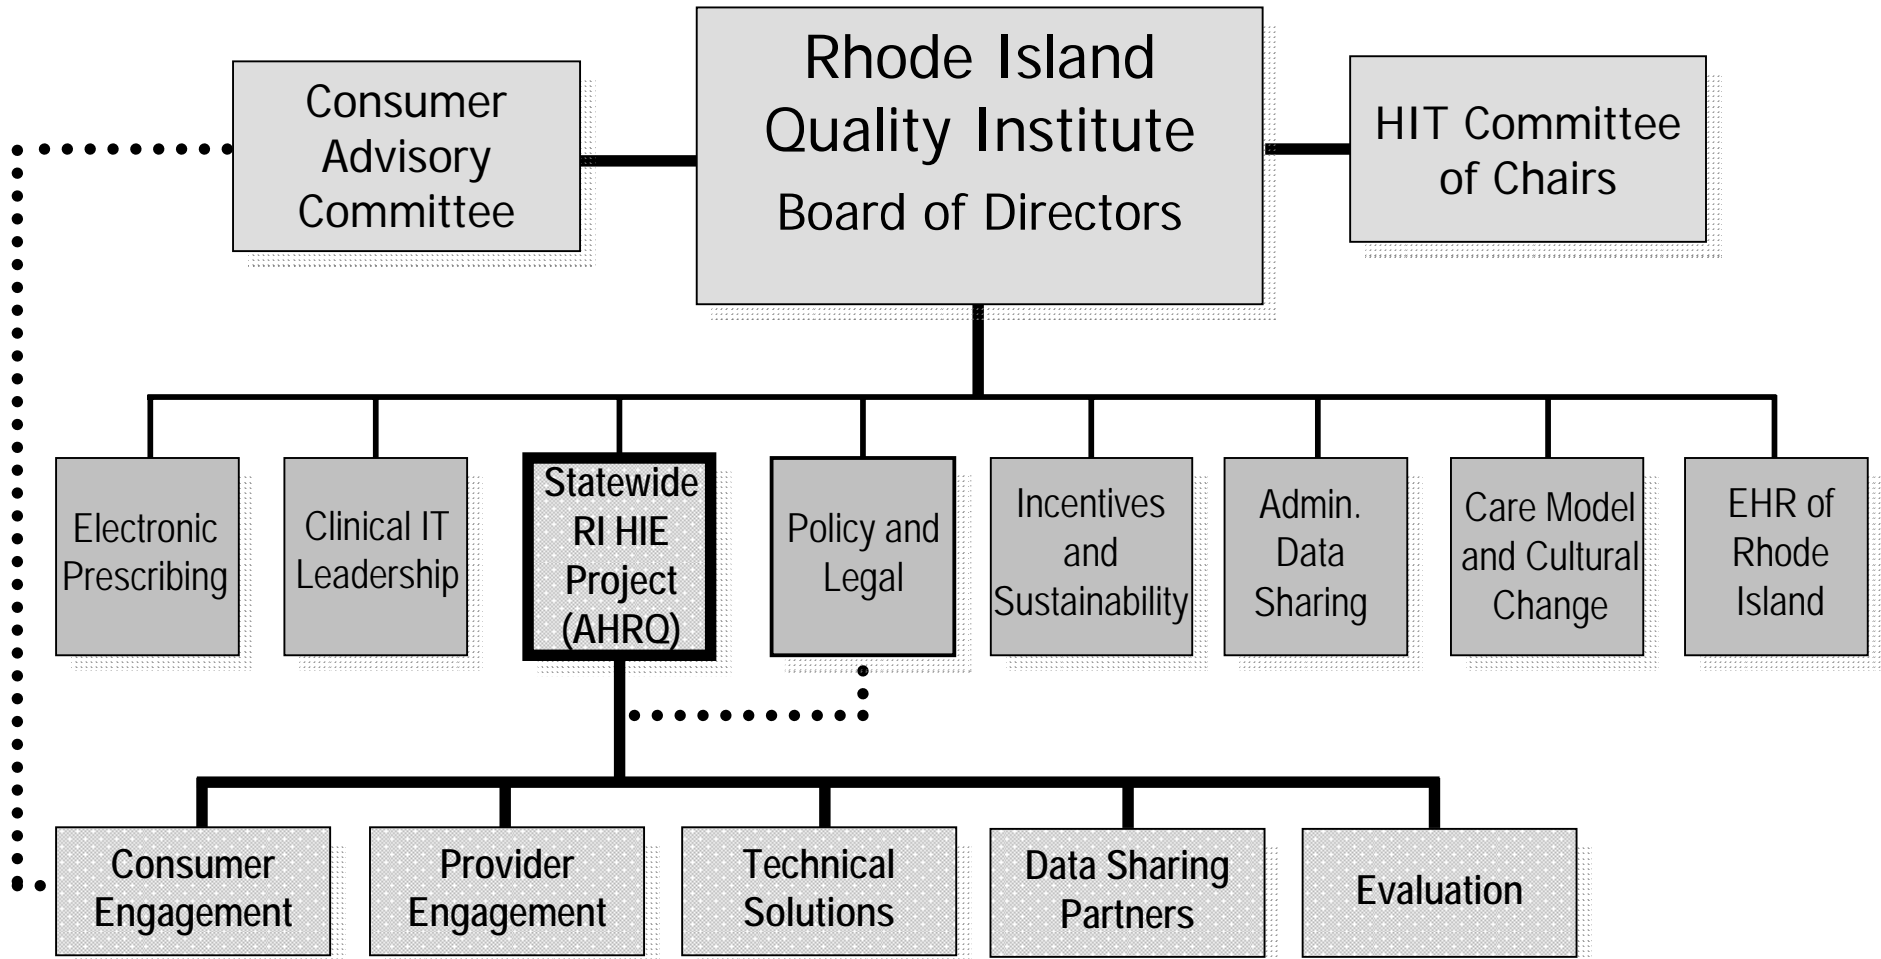 Rhode Island
Quality Institute
Board of Directors
Consumer
Advisory
Committee
HIT Committee
of Chairs
Electronic
Prescribing
Clinical IT
Leadership
Statewide
RI HIE
Project
(AHRQ)
Policy and
Legal
Incentives
and
Sustainability
Admin.
Data
Sharing
Care Model
and Cultural
Change
EHR of
Rhode
Island
Consumer
Engagement
Provider
Engagement
Technical
Solutions
Data Sharing
Partners
Evaluation